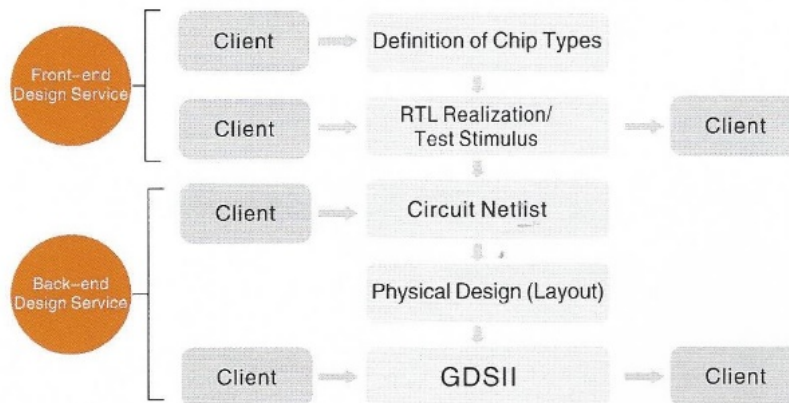 Client
Definition of Chip Types
Front-end
Design Service
Client
RTL Realization/
Test Stimulus
Client
Client
Circuit Netlist
Back-end
Design Service
Physical Design (Layout)
Client
GDSII
Client